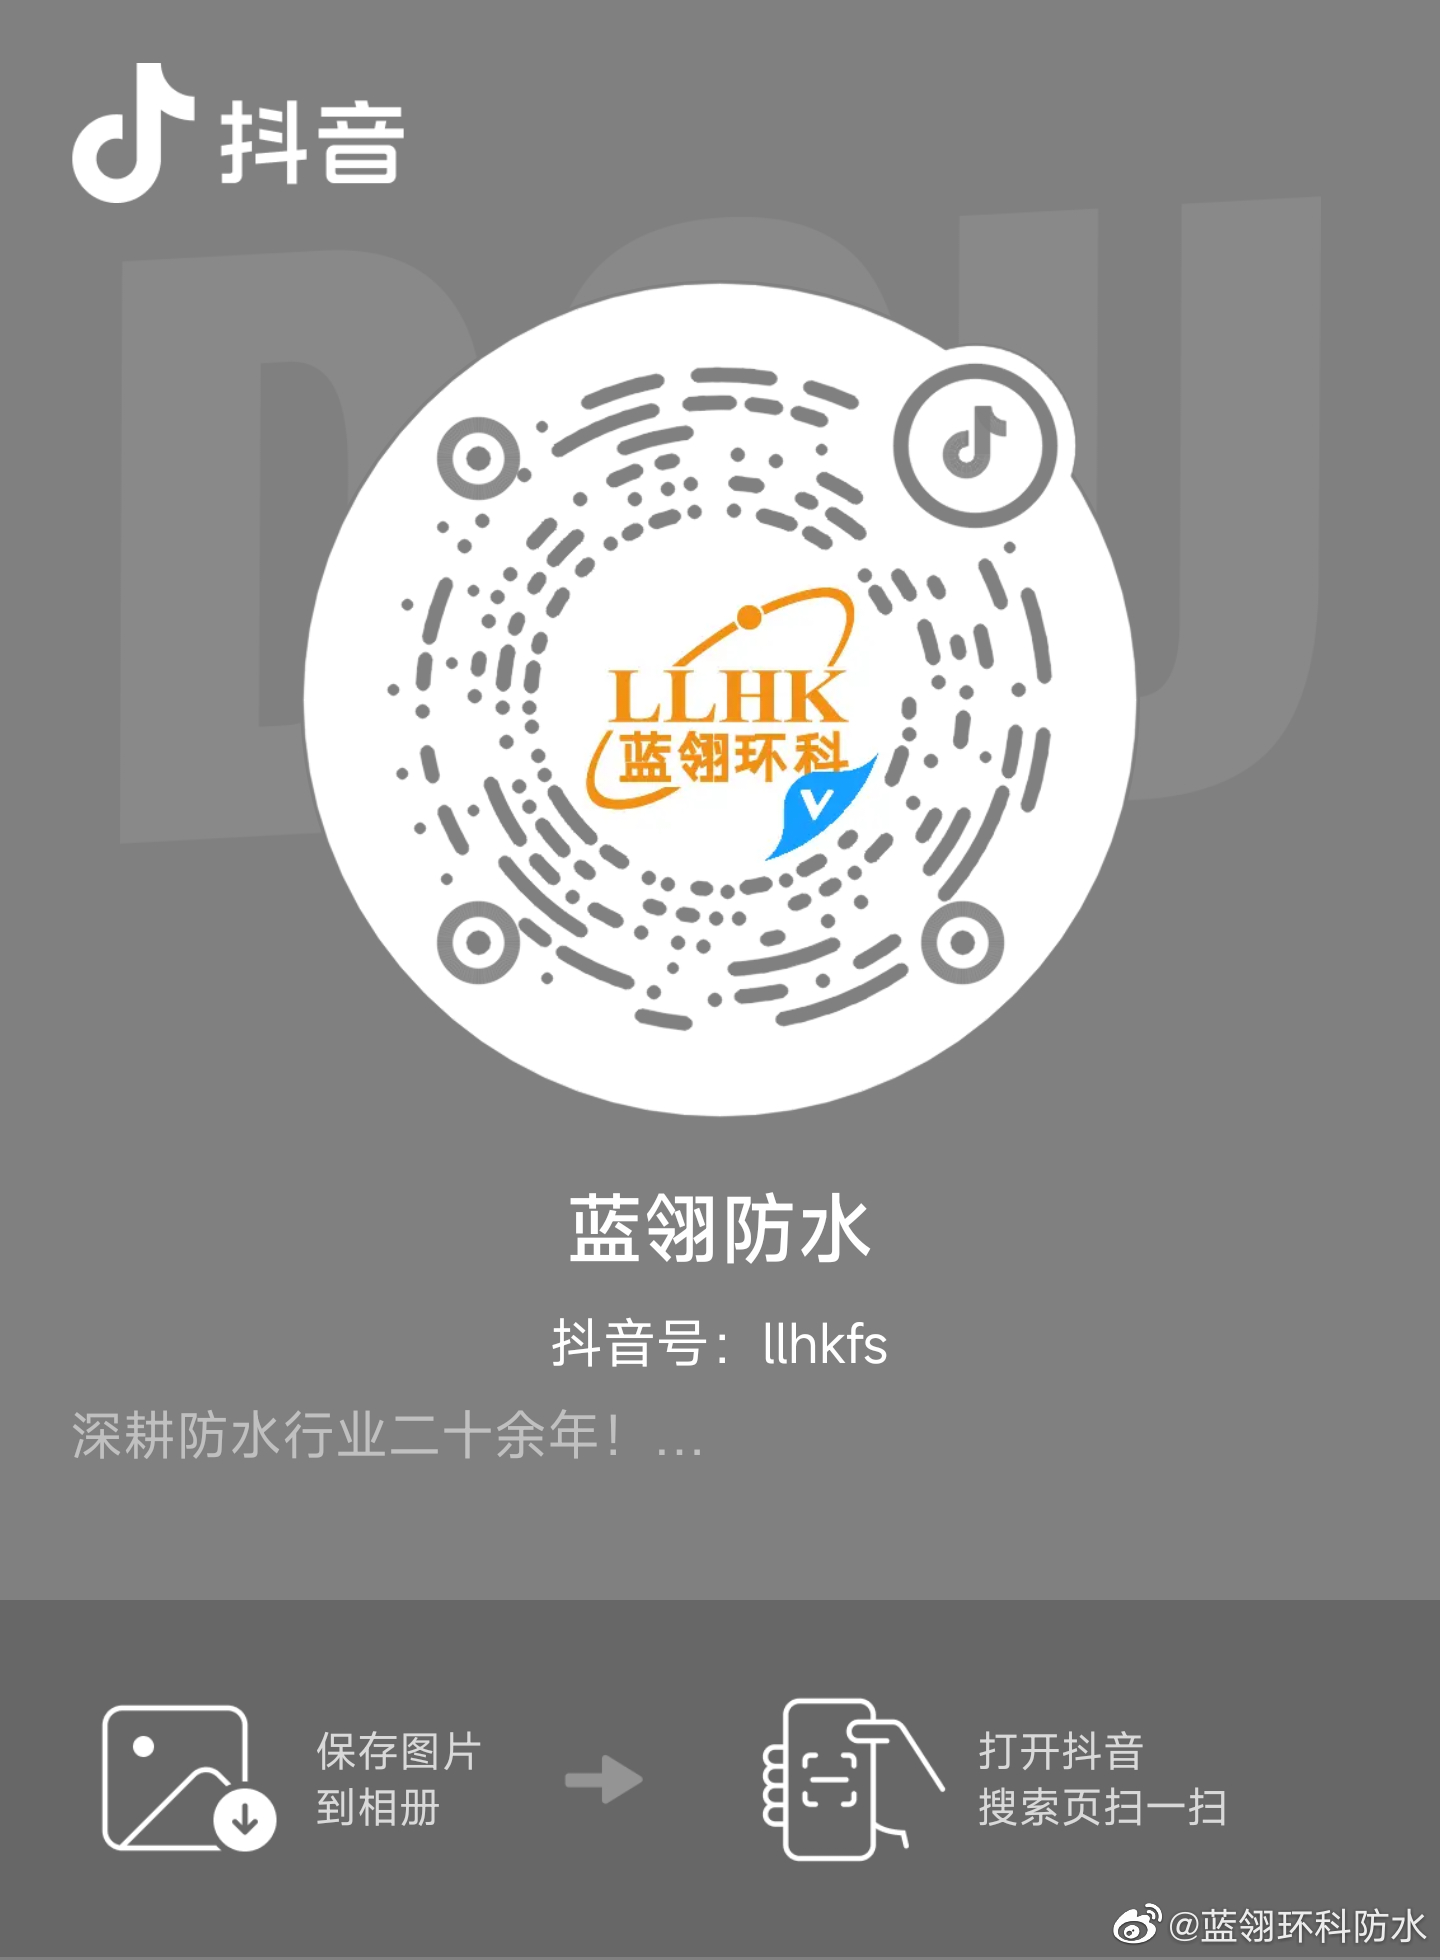 抖音
DOU
LLHK
蓝翎环科
蓝翎防水
抖音号：llhkfs
深耕防水行业二十余年！...
保存图片
到相册
打开抖音
搜索页扫一扫
@蓝翎环科防水